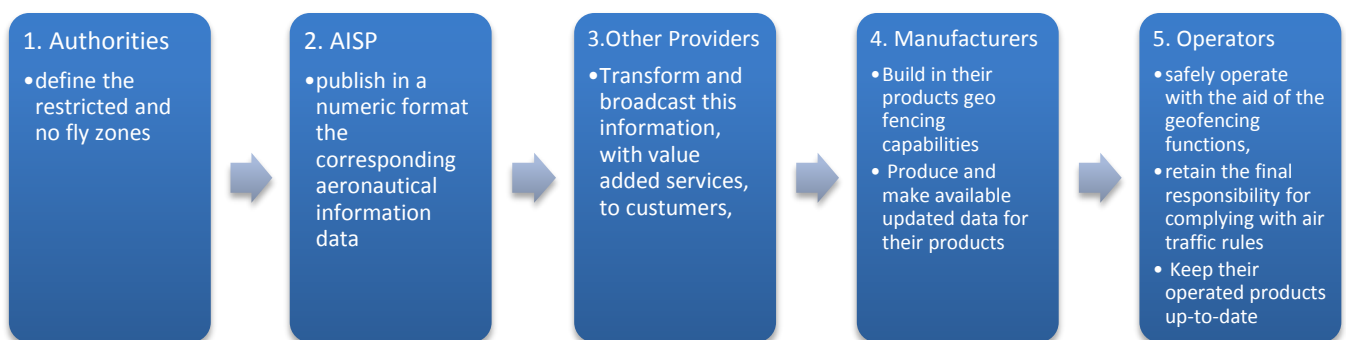 1. Authorities
•define the
restricted and
no fly zones
2. AISP
•publish in a
numeric format
the
corresponding
aeronautical
information
data
3.Other Providers
•Transform and
broadcast this
information,
with value
added services,
to custumers,
4. Manufacturers
•Build in their
products geo
fencing
capabilities
• Produce and
make available
updated data for
their products
5. Operators
•safely operate
with the aid of the
geofencing
functions,
•retain the final
responsibility for
complying with air
traffic rules
• Keep their
operated products
up-to-date